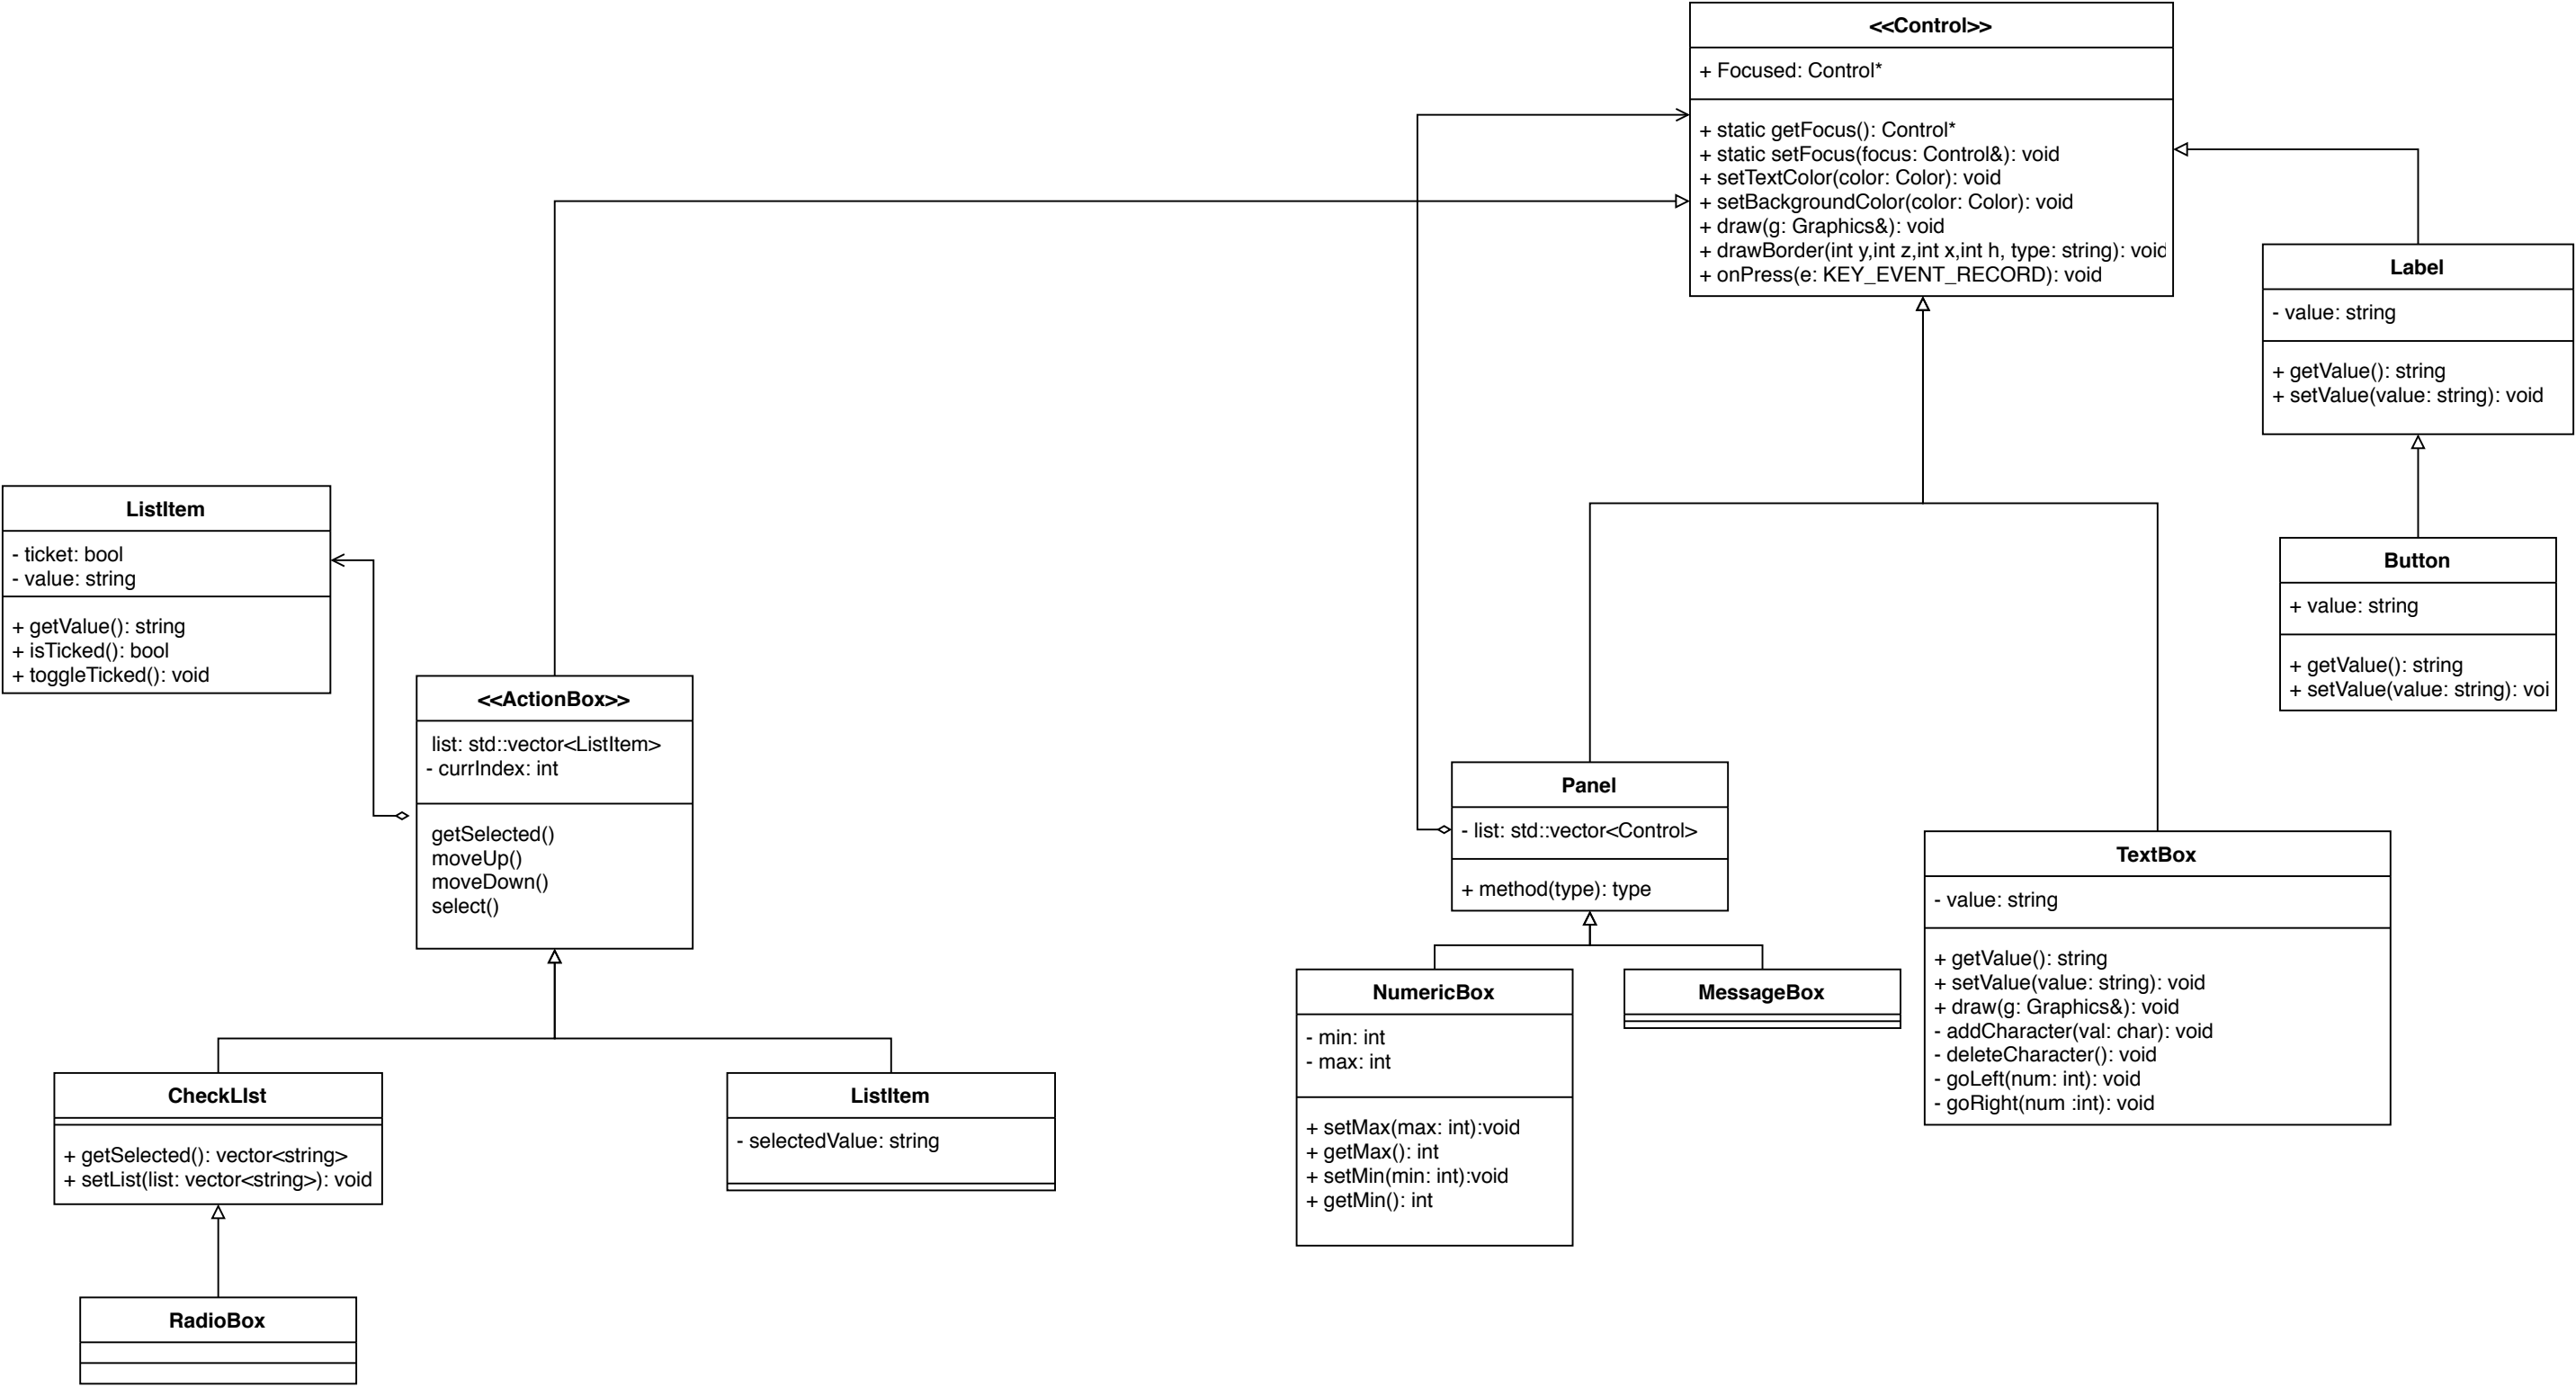 <<Control>>
+ Focused: Control*
+ static getFocus(): Control*
+ static setFocus(focus: Control&): void
+ setTextColor(color: Color): void
+ setBackgroundColor(color: Color): void
+ draw(g: Graphics&): void
+ drawBorder(int y,int z,int x,int h, type: string): void
+ onPress(e: KEY_EVENT_RECORD): void
Label
- value: string
+ getValue(): string
+ setValue(value: string): void
Button
+ value: string
+ getValue(): string
+ setValue(value: string): voi
ListItem
- ticket: bool
- value: string
+ getValue(): string
+ isTicked(): bool
+ toggleTicked(): void
<<ActionBox>>
list: std::vector<ListItem>
- currIndex: int
getSelected()
moveUp()
moveDown()
select()
Panel
- list: std::vector<Control>
+ method(type): type
TextBox
- value: string
+ getValue(): string
+ setValue(value: string): void
+ draw(g: Graphics&): void
- addCharacter(val: char): void
- deleteCharacter(): void
- goLeft(num: int): void
- goRight(num :int): void
NumericBox
- min: int
- max: int
+ setMax(max: int):void
+ getMax(): int
+ setMin(min: int):void
+ getMin(): int
MessageBox
CheckLIst
+ getSelected(): vector<string>
+ setList(list: vector<string>): void
ListItem
- selectedValue: string
RadioBox